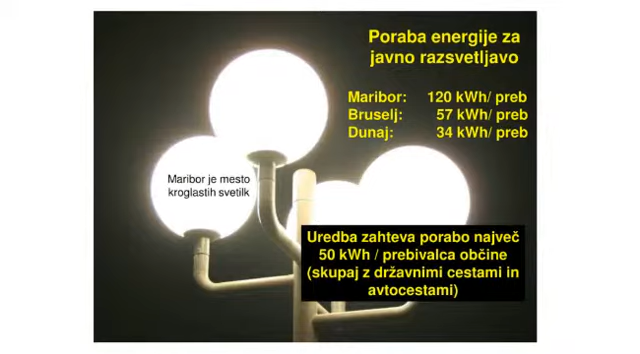 Poraba energije za
javno razsvetljavo
Maribor: 120 kWh/ preb
Bruselj: 57 kWh/ preb
Dunaj: 34 kWh/ preb
Maribor je mesto
kroglastih svetilk
Uredba zahteva porabo največ
50 kWh / prebivalca občine
(skupaj z državnimi cestami in
avtocestami)